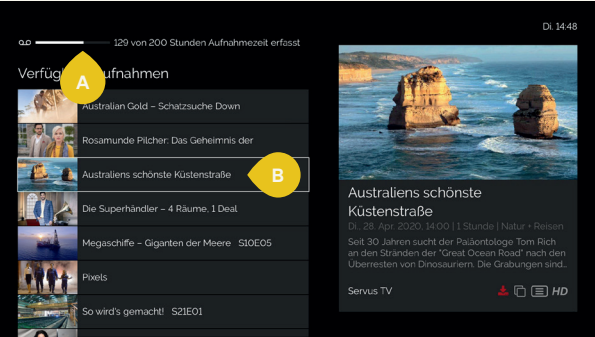 Di. 14:48
129 von 200 Stunden Aufnahmezeit erfasst
A
Verfüg ufnahmen
Australian Gold – Schatzsuche Down
Rosamunde Pilcher: Das Geheimnis der
Australiens schönste Küstenstraße
B
Die Superhändler – 4 Räume, 1 Deal
Megaschiffe – Giganten der Meere S10E05
Pixels
So wird's gemacht! S21E01
Australiens schönste
Küstenstraße
Di., 28. Apr. 2020, 14:00 | 1 Stunde | Natur + Reisen
Seit 30 Jahren sucht der Paläontologe Tom Rich
an den Stränden der "Great Ocean Road" nach den
Überresten von Dinosauriern. Die Grabungen sind...
Servus TV
HD